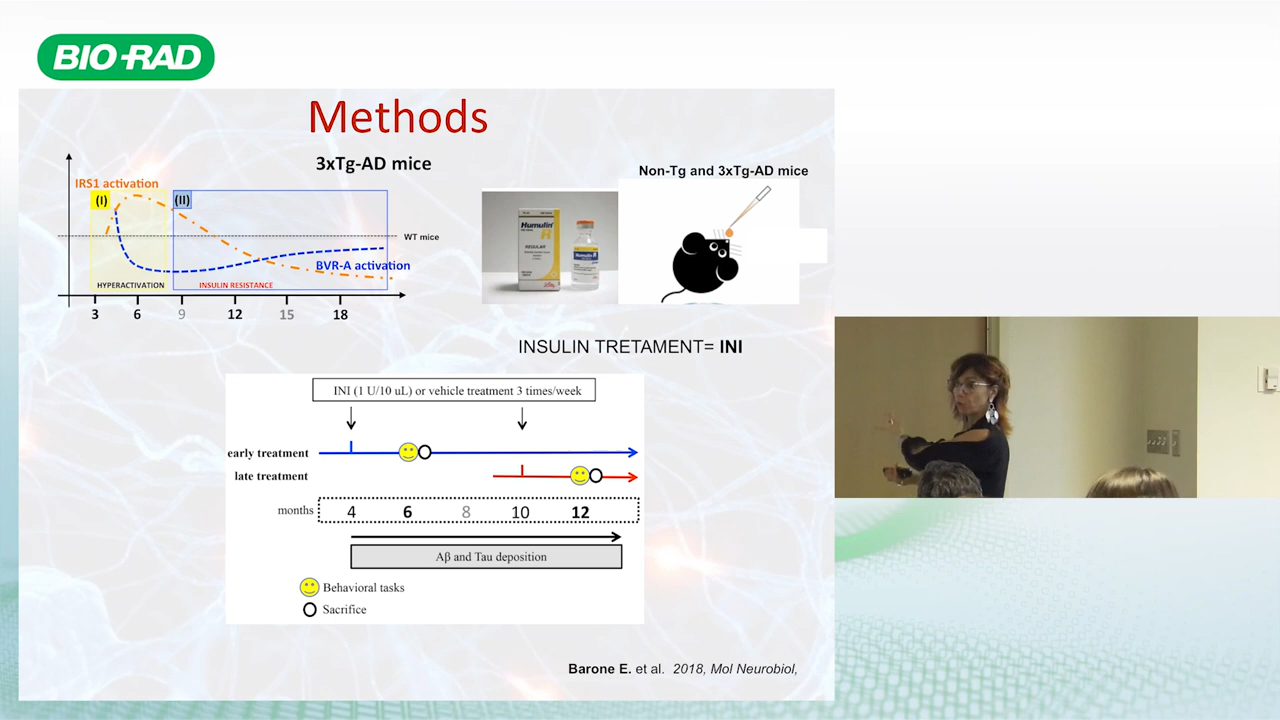 BIO-RAD
Methods
3xTg-AD mice
Non-Tg and 3xTg-AD mice
IRS1 activation
(I)
(II)
WT mice
BVR-A activation
HYPERACTIVATION
INSULIN RESISTANCE
3 6 9 12 15 18
Humulin
R
REGULAR
Humulin
INSULIN TRETAMENT= INI
INI (1 U/10 uL) or vehicle treatment 3 times/week
early treatment
late treatment
months 4 6 8 10 12
Aβ and Tau deposition
Behavioral tasks
Sacrifice
Barone E. et al. 2018, Mol Neurobiol,